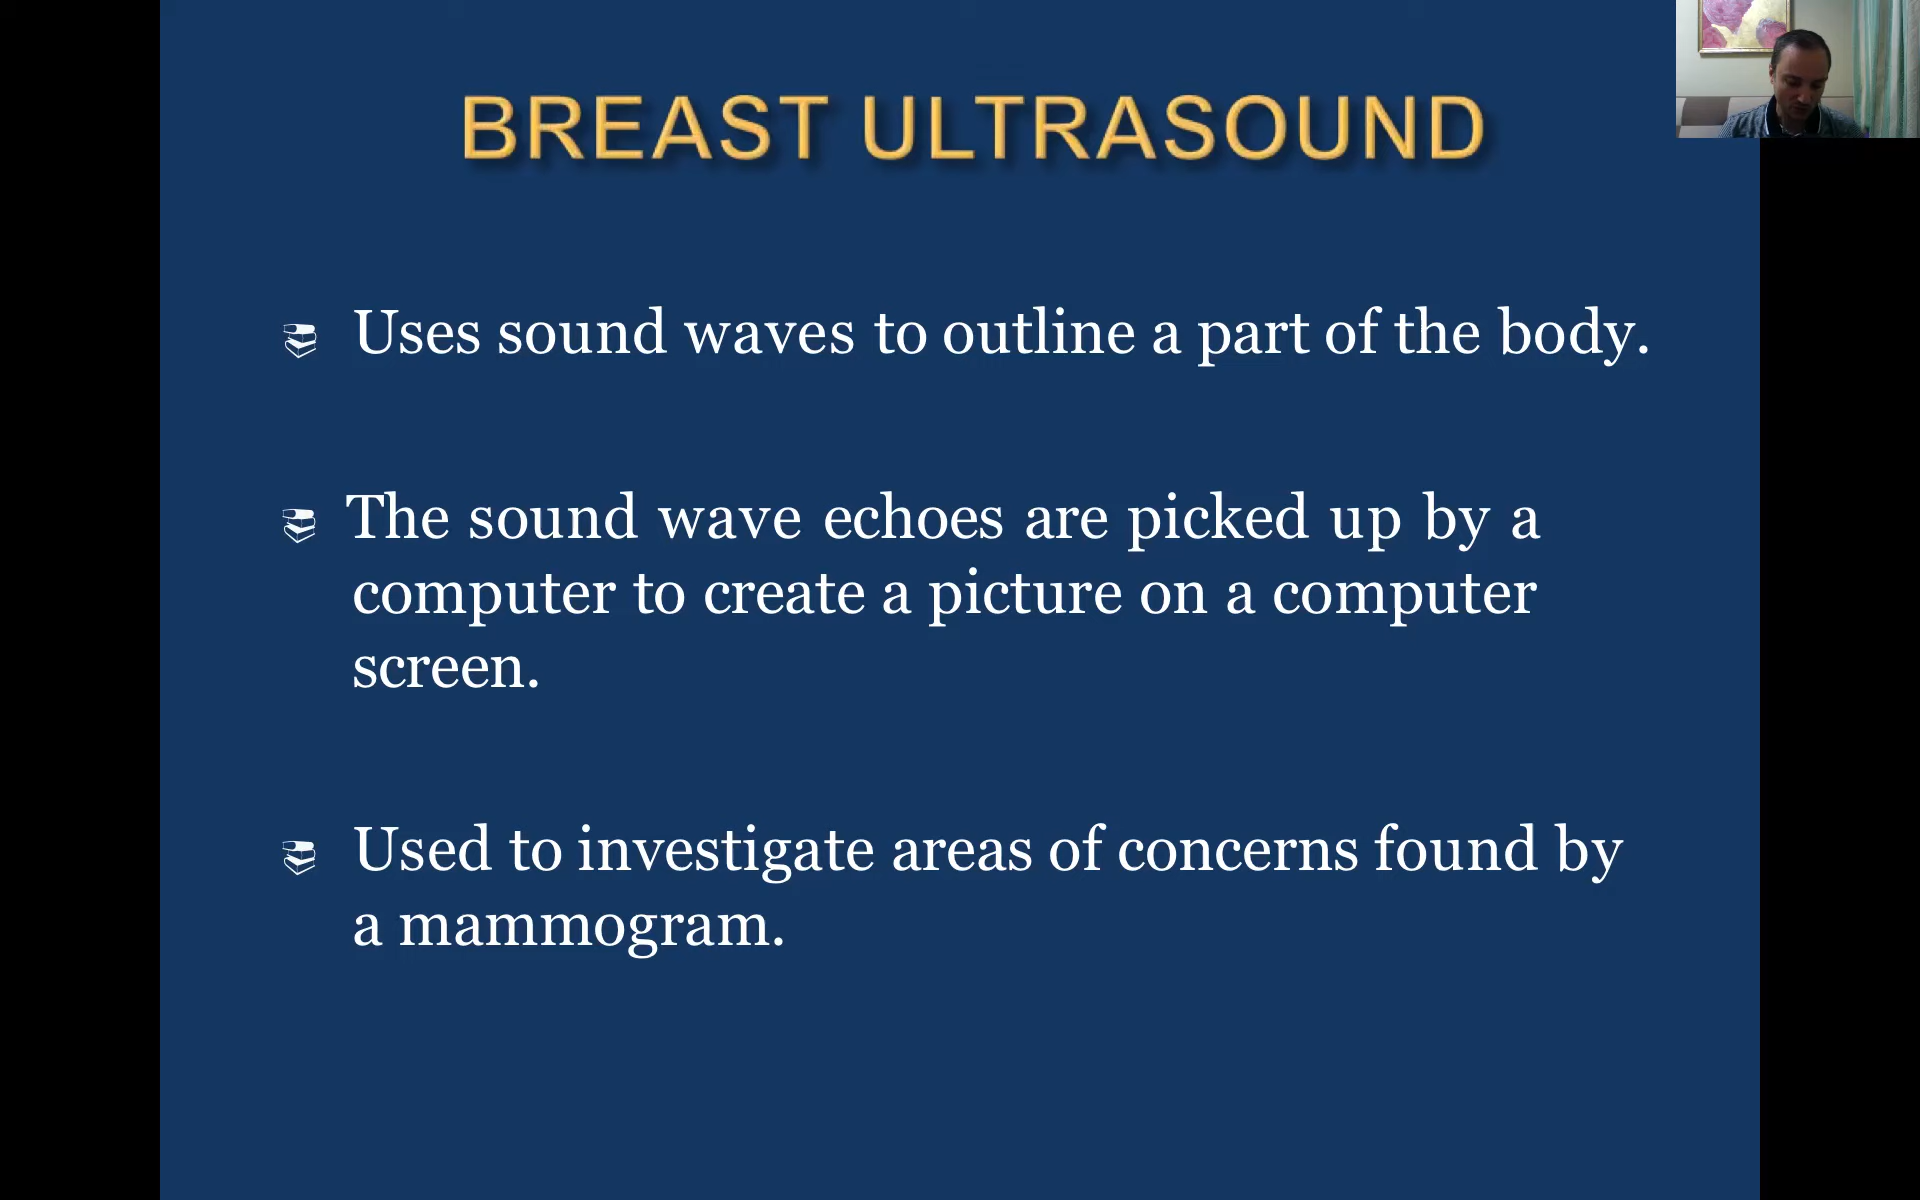 BREAST ULTRASOUND
Uses sound waves to outline a part of the body.
The sound wave echoes are picked up by a
computer to create a picture on a computer
screen.
Used to investigate areas of concerns found by
a mammogram.